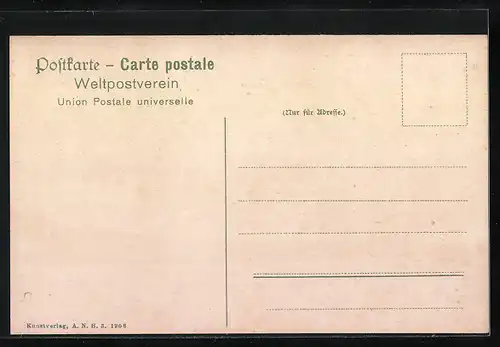 Postkarte – Carte postale
Weltpostverein
Union Postale universelle
(Nur für Adresse.)
Kunstverlag, A. N. H. 3. 1906